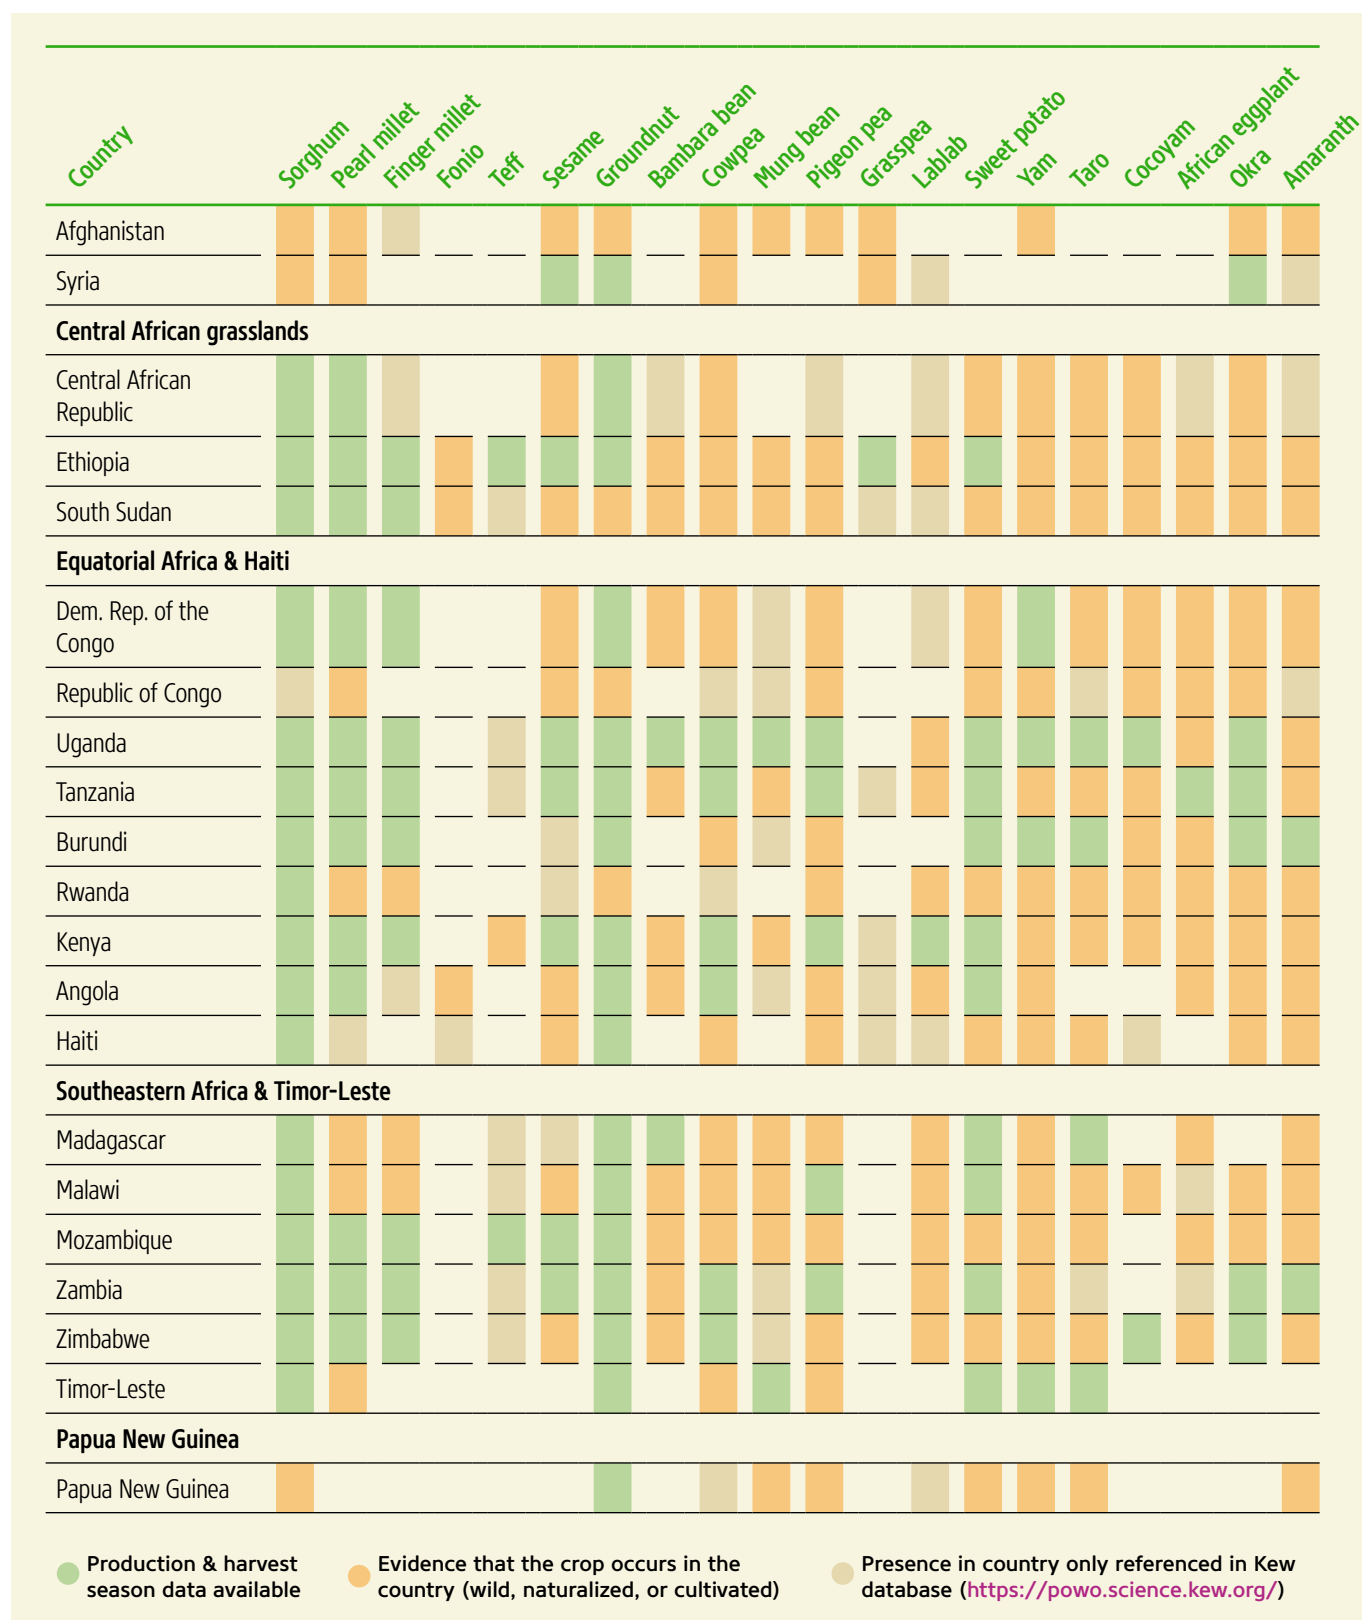 Country
Sorghum
Pearl millet
Finger millet
Fonio
Teff
Sesame
Groundnut
Bambara bean
Cowpea
Mung bean
Pigeon pea
Grasspea
Lablab
Sweet potato
Yam
Taro
Cocoyam
African eggplant
Okra
Amaranth
Afghanistan
Syria
Central African grasslands
Central African
Republic
Ethiopia
South Sudan
Equatorial Africa & Haiti
Dem. Rep. of the
Congo
Republic of Congo
Uganda
Tanzania
Burundi
Rwanda
Kenya
Angola
Haiti
Southeastern Africa & Timor-Leste
Madagascar
Malawi
Mozambique
Zambia
Zimbabwe
Timor-Leste
Papua New Guinea
Papua New Guinea
Production & harvest
season data available
Evidence that the crop occurs in the
country (wild, naturalized, or cultivated)
Presence in country only referenced in Kew
database (https://powo.science.kew.org/)